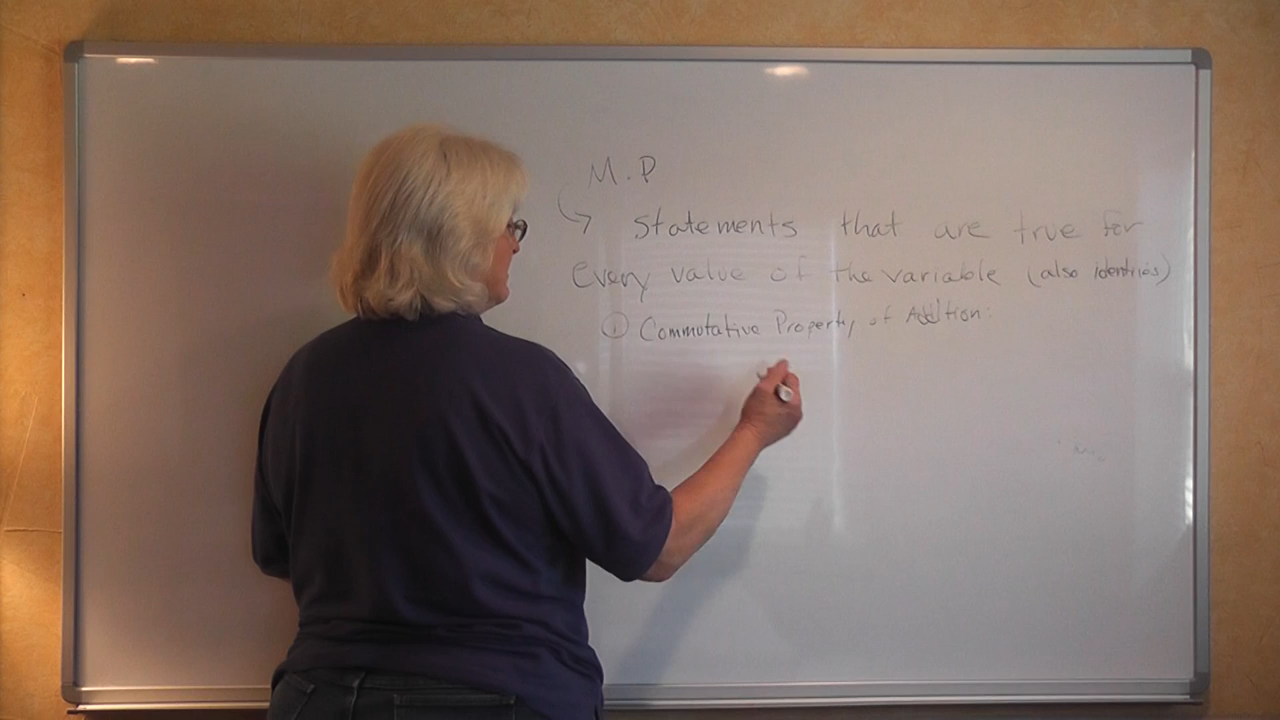 M.P
→ statements that are true for
every value of the variable (also identities)
① Commutative Property of Addition: